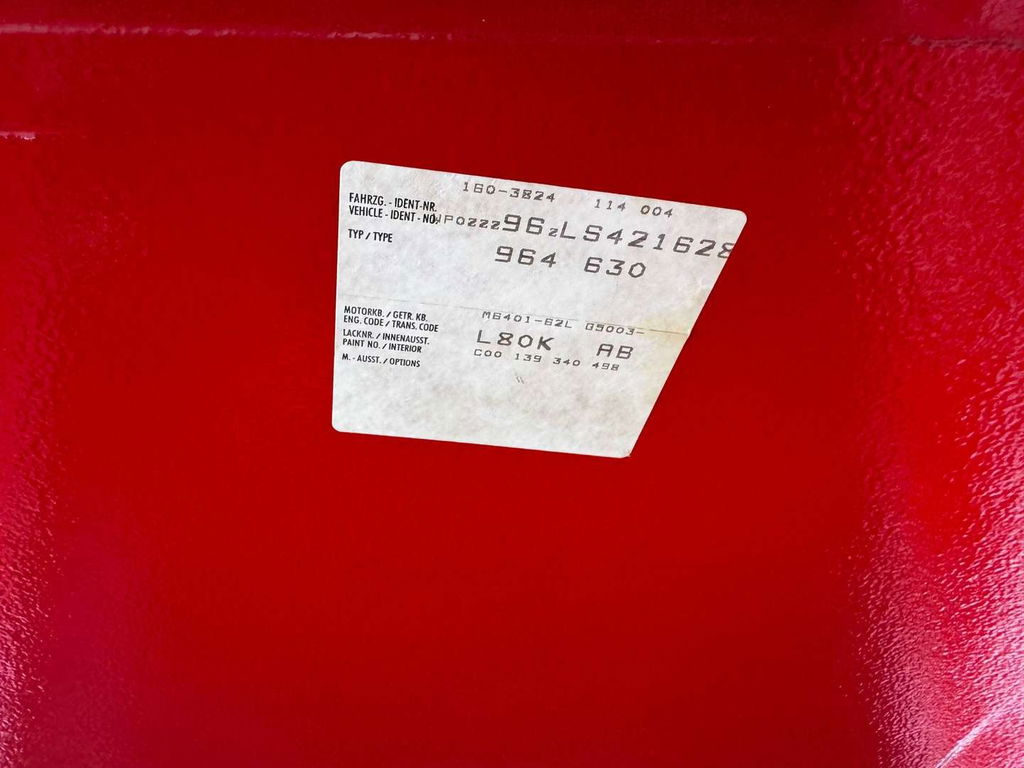 160-3824 114 004
FAHRZG. - IDENT-NR.
VEHICLE - IDENT - NO. WP0ZZZ96ZLS421628
TYP / TYPE 964 630
MOTORKB. / GETR. KB. M6401-62L G5003-
ENG. CODE / TRANS. CODE
LACKNR. / INNENAUSST. L80K AB
PAINT NO. / INTERIOR
M. - AUSST. / OPTIONS C00 139 340 498